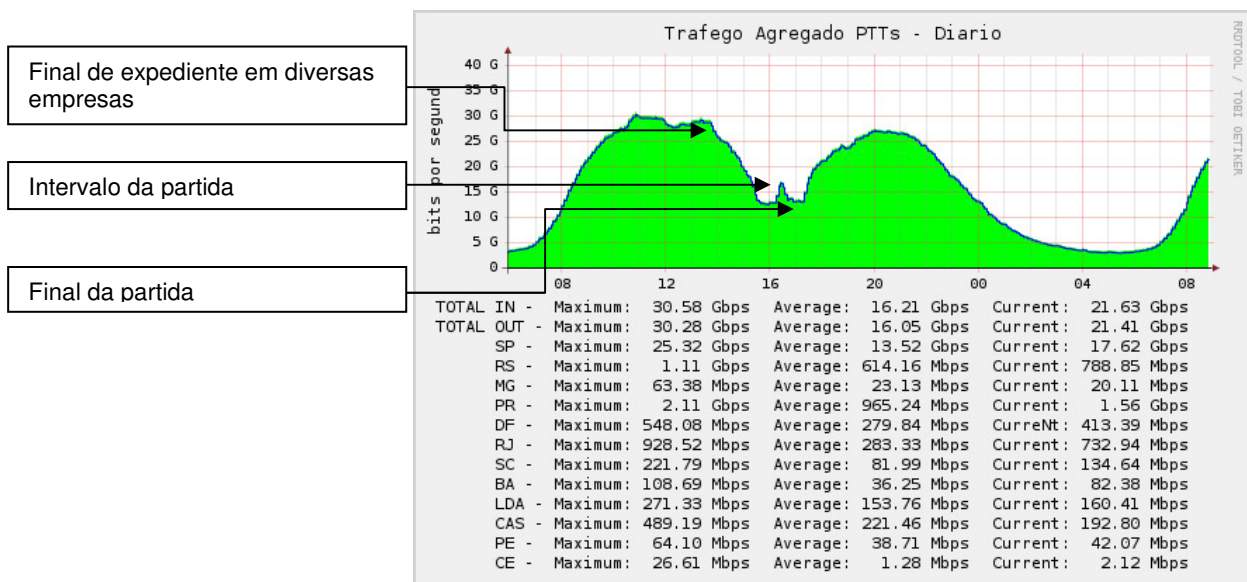 Trafego Agregado PTTs - Diario
RRDTOOL / TOBI OETIKER
Final de expediente em diversas
empresas
Intervalo da partida
Final da partida
bits por segund
40 G
35 G
30 G
25 G
20 G
15 G
10 G
5 G
0
08 12 16 20 00 04 08
TOTAL IN - Maximum: 30.58 Gbps Average: 16.21 Gbps Current: 21.63 Gbps
TOTAL OUT - Maximum: 30.28 Gbps Average: 16.05 Gbps Current: 21.41 Gbps
SP - Maximum: 25.32 Gbps Average: 13.52 Gbps Current: 17.62 Gbps
RS - Maximum: 1.11 Gbps Average: 614.16 Mbps Current: 788.85 Mbps
MG - Maximum: 63.38 Mbps Average: 23.13 Mbps Current: 20.11 Mbps
PR - Maximum: 2.11 Gbps Average: 965.24 Mbps Current: 1.56 Gbps
DF - Maximum: 548.08 Mbps Average: 279.84 Mbps CurreNt: 413.39 Mbps
RJ - Maximum: 928.52 Mbps Average: 283.33 Mbps Current: 732.94 Mbps
SC - Maximum: 221.79 Mbps Average: 81.99 Mbps Current: 134.64 Mbps
BA - Maximum: 108.69 Mbps Average: 36.25 Mbps Current: 82.38 Mbps
LDA - Maximum: 271.33 Mbps Average: 153.76 Mbps Current: 160.41 Mbps
CAS - Maximum: 489.19 Mbps Average: 221.46 Mbps Current: 192.80 Mbps
PE - Maximum: 64.10 Mbps Average: 38.71 Mbps Current: 42.07 Mbps
CE - Maximum: 26.61 Mbps Average: 1.28 Mbps Current: 2.12 Mbps